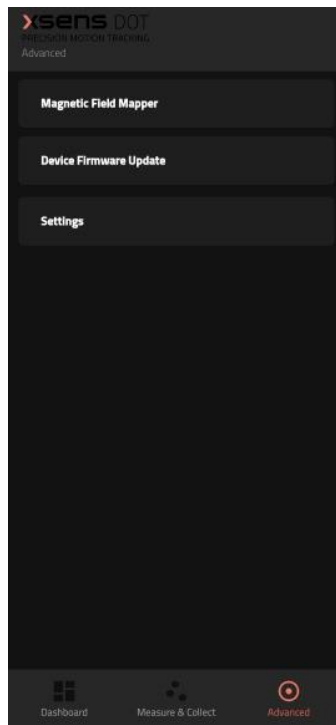 xsens DOT
PRECISION MOTION TRACKING
Advanced
Magnetic Field Mapper
Device Firmware Update
Settings
Dashboard
Measure & Collect
Advanced